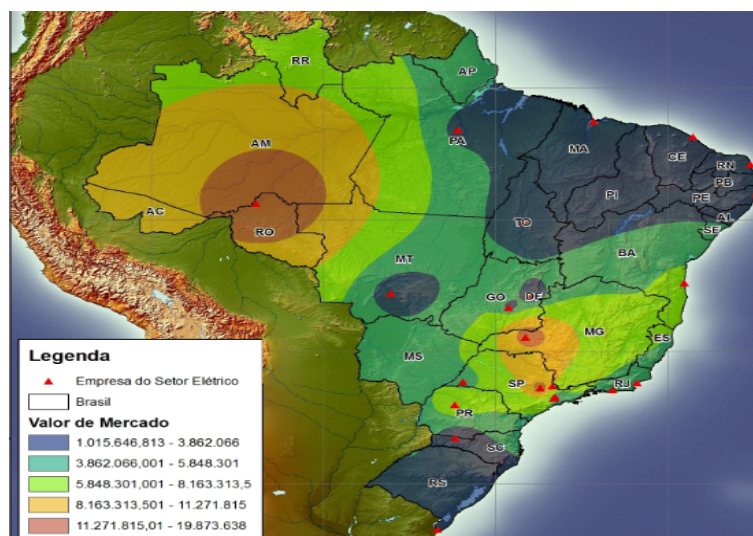 RR
AP
AM
PA
MA
CE
RN
PB
PI
PE
AL
SE
AC
RO
TO
BA
MT
GO
DF
MG
ES
MS
SP
RJ
PR
SC
RS
Legenda
Empresa do Setor Elétrico
Brasil
Valor de Mercado
1.015.646,813 - 3.862.066
3.862.066,001 - 5.848.301
5.848.301,001 - 8.163.313,5
8.163.313,501 - 11.271.815
11.271.815,01 - 19.873.638